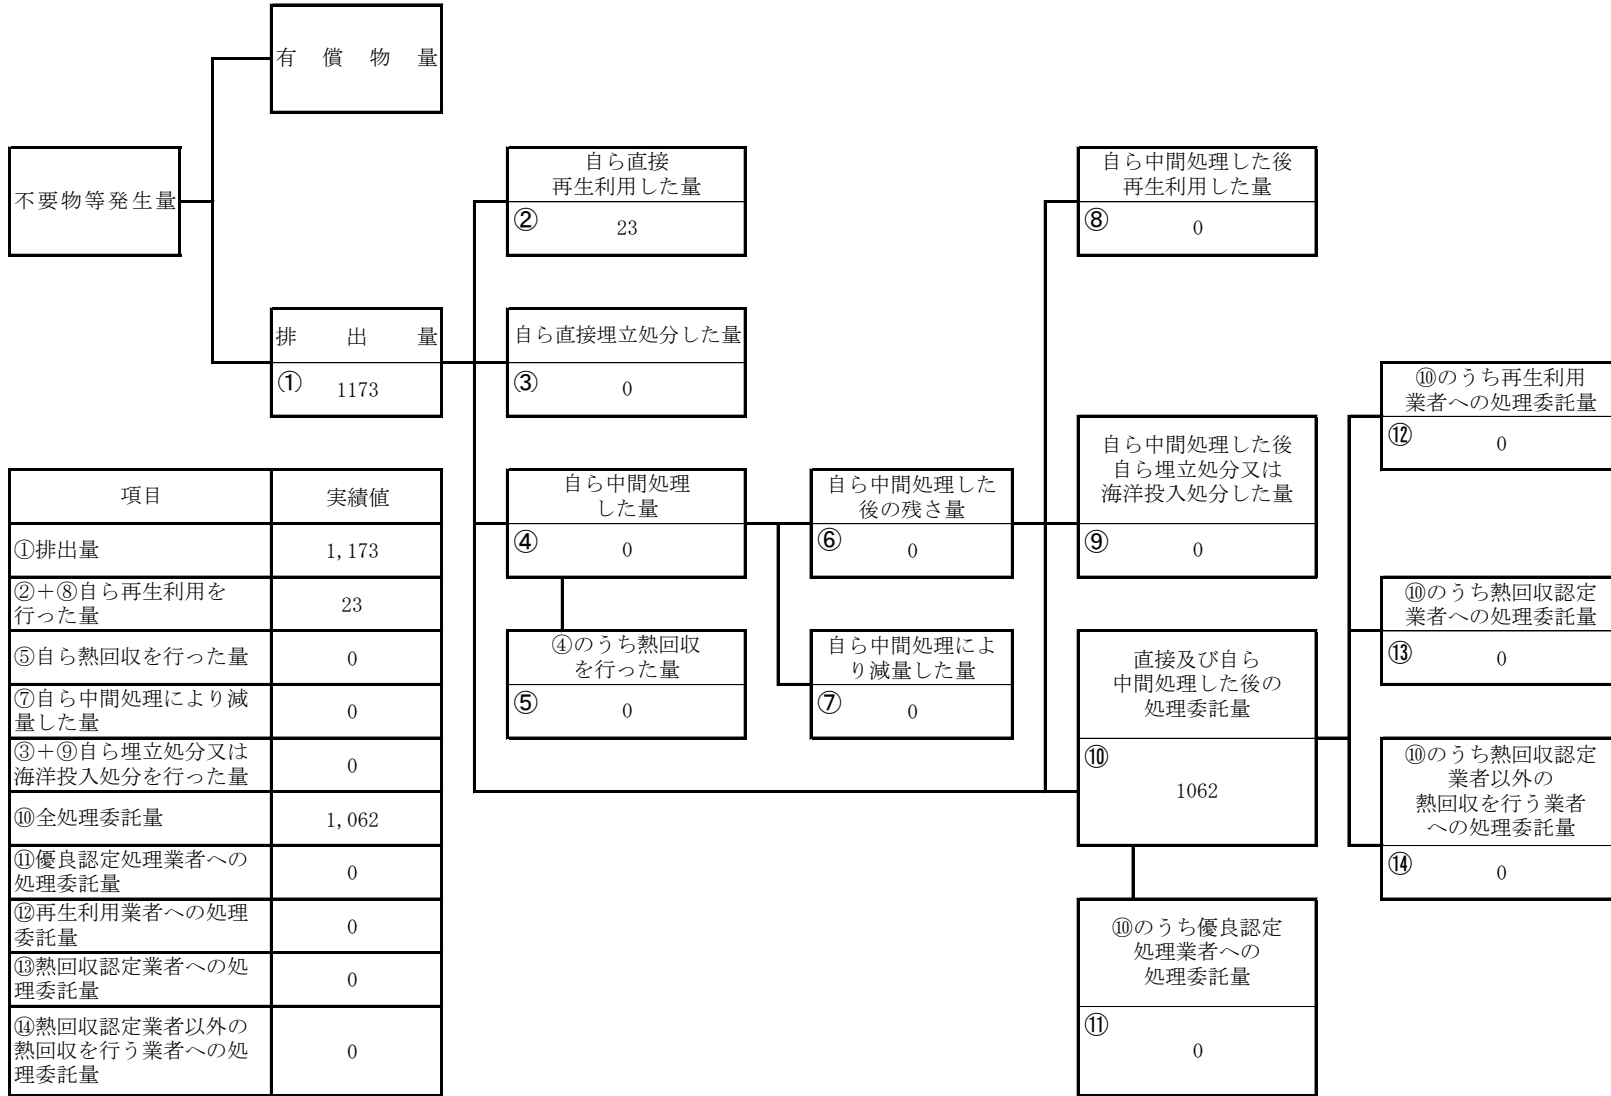 有償物量
不要物等発生量
排出量
① 1173
自ら直接
再生利用した量
② 23
自ら直接埋立処分した量
③ 0
自ら中間処理
した量
④ 0
④のうち熱回収
を行った量
⑤ 0
自ら中間処理した
後の残さ量
⑥ 0
自ら中間処理によ
り減量した量
⑦ 0
自ら中間処理した後
再生利用した量
⑧ 0
自ら中間処理した後
自ら埋立処分又は
海洋投入処分した量
⑨ 0
直接及び自ら
中間処理した後の
処理委託量
⑩
1062
⑩のうち優良認定
処理業者への
処理委託量
⑪
0
⑩のうち再生利用
業者への処理委託量
⑫ 0
⑩のうち熱回収認定
業者への処理委託量
⑬ 0
⑩のうち熱回収認定
業者以外の
熱回収を行う業者
への処理委託量
⑭ 0
項目 実績値
①排出量 1,173
②+⑧自ら再生利用を
行った量 23
⑤自ら熱回収を行った量 0
⑦自ら中間処理により減
量した量 0
③+⑨自ら埋立処分又は
海洋投入処分を行った量 0
⑩全処理委託量 1,062
⑪優良認定処理業者への
処理委託量 0
⑫再生利用業者への処理
委託量 0
⑬熱回収認定業者への処
理委託量 0
⑭熱回収認定業者以外の
熱回収を行う業者への処
理委託量 0